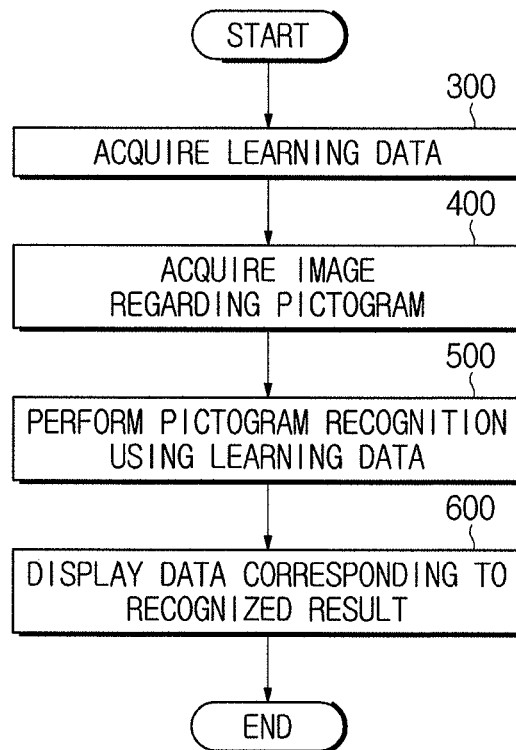 START
300
ACQUIRE LEARNING DATA
400
ACQUIRE IMAGE
REGARDING PICTOGRAM
500
PERFORM PICTOGRAM RECOGNITION
USING LEARNING DATA
600
DISPLAY DATA CORRESPONDING TO
RECOGNIZED RESULT
END